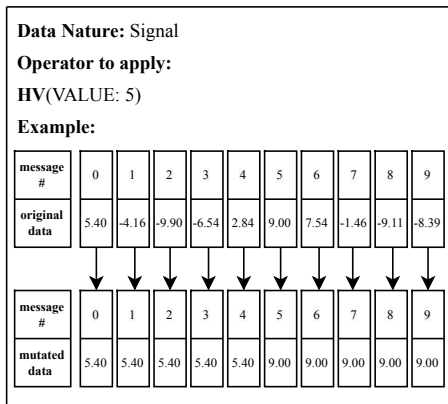 Data Nature: Signal
Operator to apply:
HV(VALUE: 5)
Example:
message # 0 1 2 3 4 5 6 7 8 9
original data 5.40 -4.16 -9.90 -6.54 2.84 9.00 7.54 -1.46 -9.11 -8.39
message # 0 1 2 3 4 5 6 7 8 9
mutated data 5.40 5.40 5.40 5.40 5.40 9.00 9.00 9.00 9.00 9.00